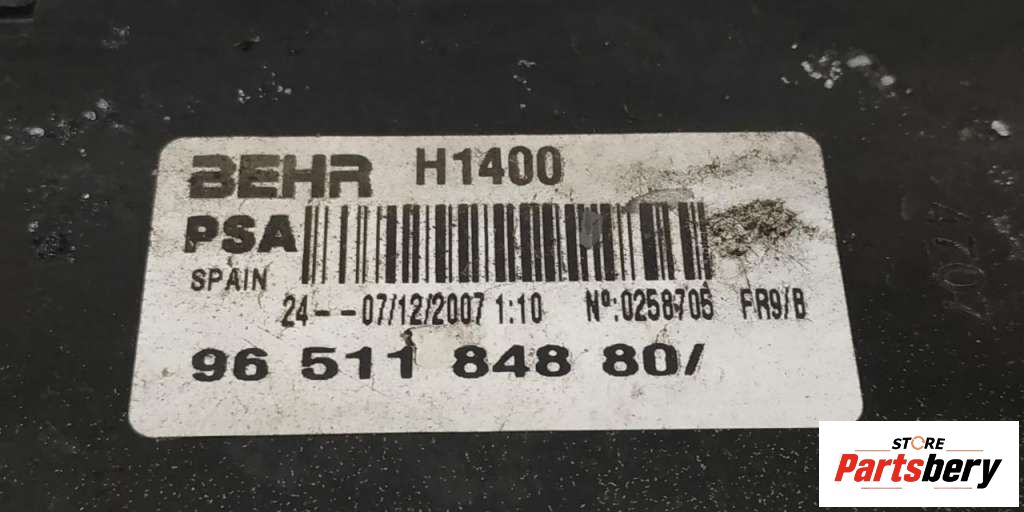 BEHR H1400
PSA
SPAIN
24--07/12/2007 1:10 Nº:0258705 FR9/B
96 511 848 80/
STORE
Partsbery